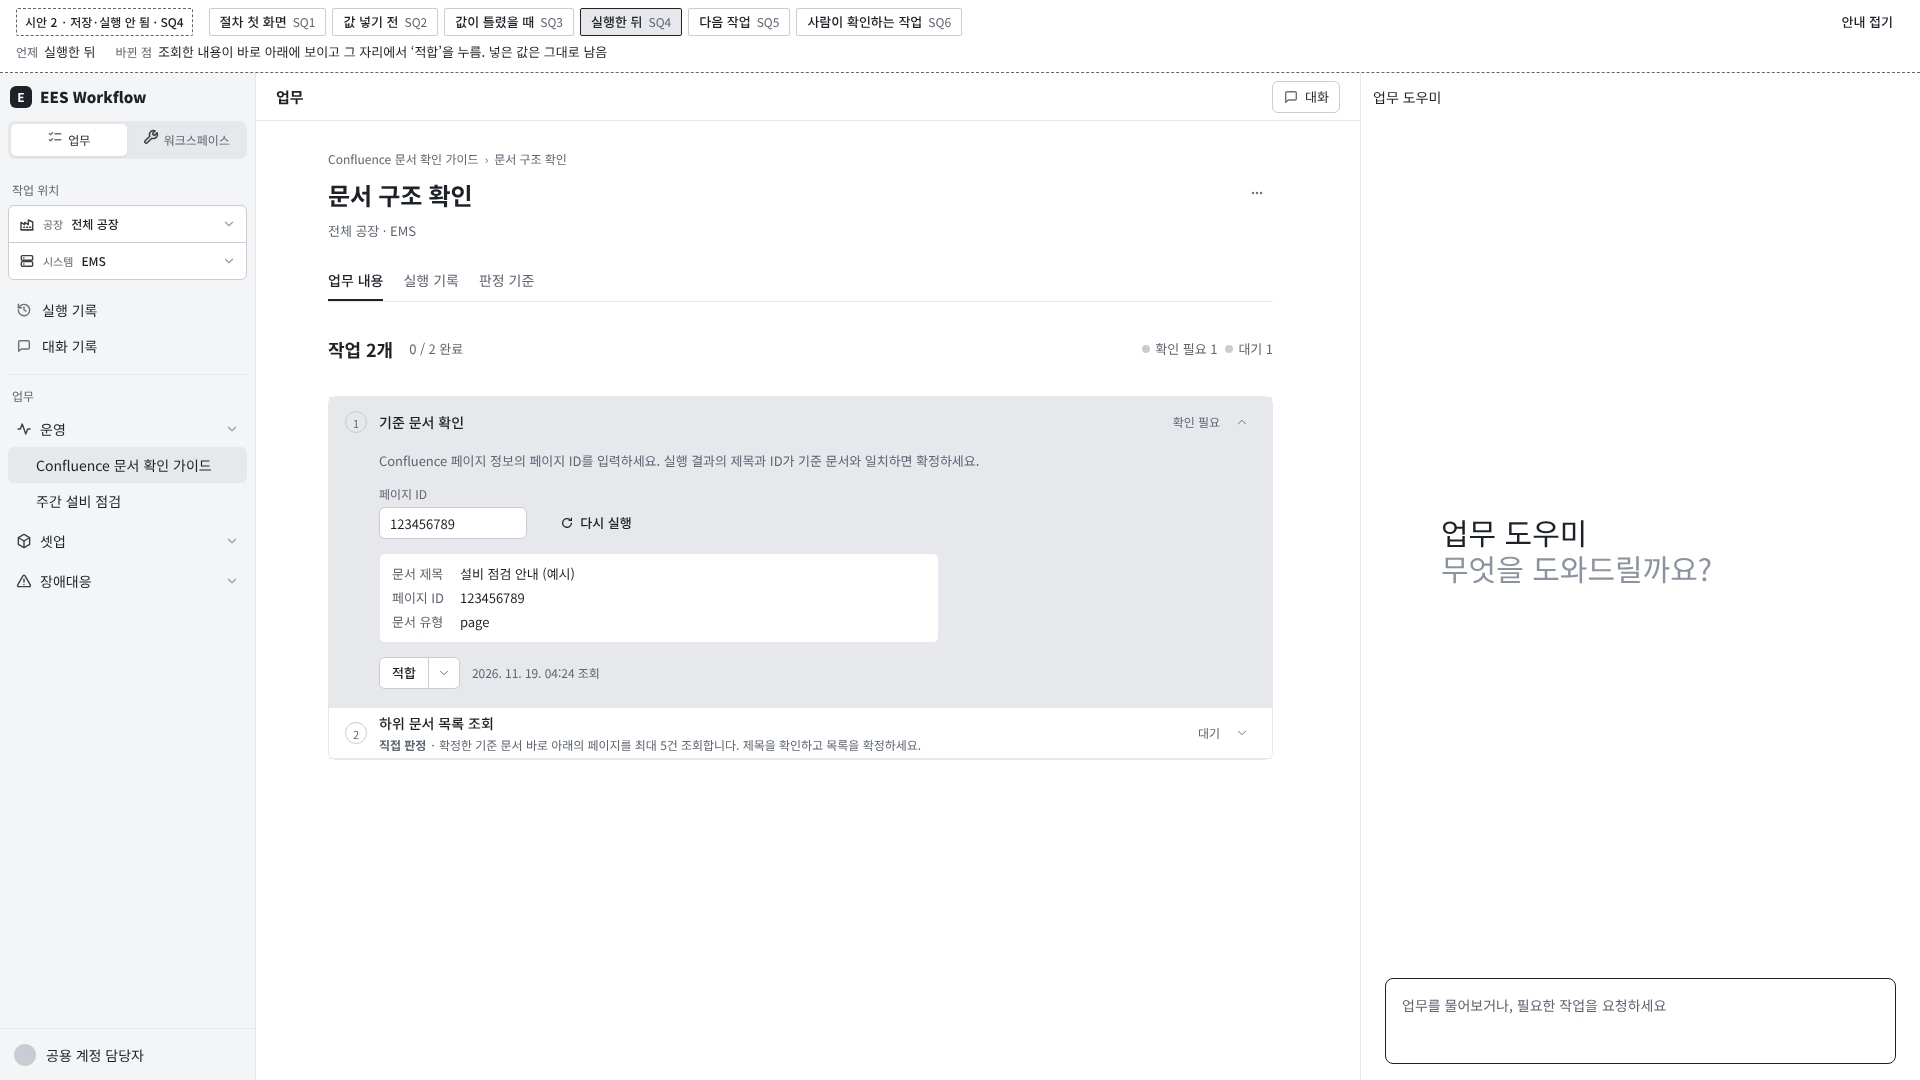 시안 2 · 저장·실행 안 됨 · SQ4
절차 첫 화면 SQ1
값 넣기 전 SQ2
값이 틀렸을 때 SQ3
실행한 뒤 SQ4
다음 작업 SQ5
사람이 확인하는 작업 SQ6
안내 접기
언제 실행한 뒤 바뀐 점 조회한 내용이 바로 아래에 보이고 그 자리에서 ‘적합’을 누름. 넣은 값은 그대로 남음
E EES Workflow
업무
워크스페이스
작업 위치
공장 전체 공장
시스템 EMS
실행 기록
대화 기록
업무
운영
Confluence 문서 확인 가이드
주간 설비 점검
셋업
장애대응
공용 계정 담당자
업무
대화
Confluence 문서 확인 가이드 › 문서 구조 확인
문서 구조 확인
...
전체 공장 · EMS
업무 내용 실행 기록 판정 기준
작업 2개 0 / 2 완료
확인 필요 1 대기 1
1 기준 문서 확인 확인 필요
Confluence 페이지 정보의 페이지 ID를 입력하세요. 실행 결과의 제목과 ID가 기준 문서와 일치하면 확정하세요.
페이지 ID
123456789 다시 실행
문서 제목 설비 점검 안내 (예시)
페이지 ID 123456789
문서 유형 page
적합 2026. 11. 19. 04:24 조회
2 하위 문서 목록 조회 대기
직접 판정 · 확정한 기준 문서 바로 아래의 페이지를 최대 5건 조회합니다. 제목을 확인하고 목록을 확정하세요.
업무 도우미
업무 도우미
무엇을 도와드릴까요?
업무를 물어보거나, 필요한 작업을 요청하세요